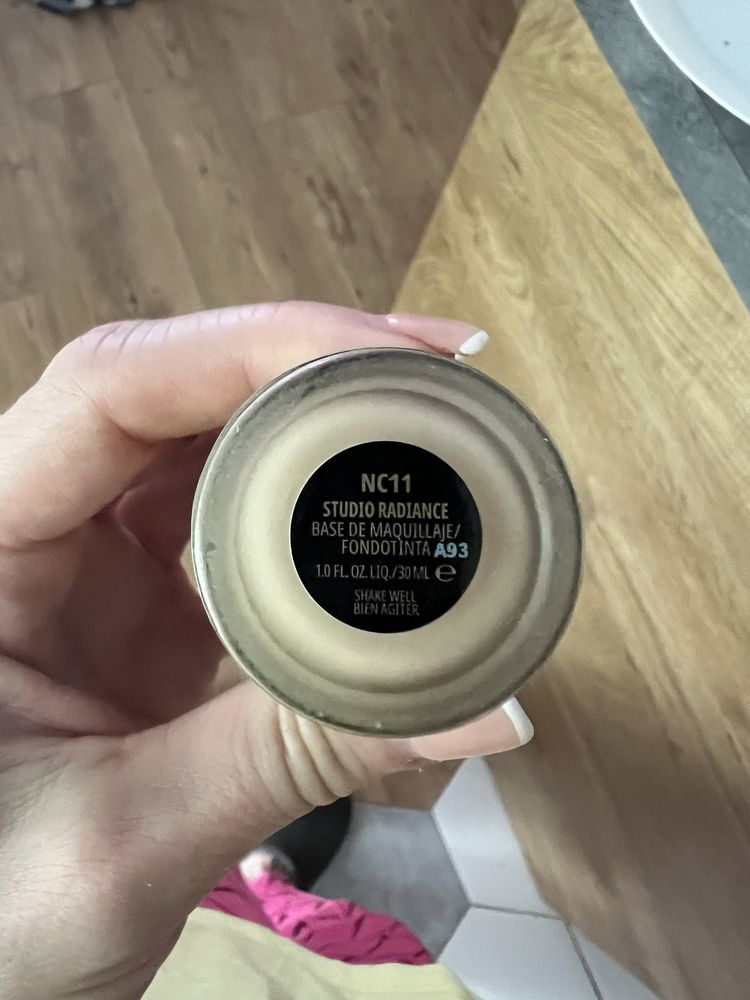 NC11
STUDIO RADIANCE
BASE DE MAQUILLAJE/
FONDOTINTA A93
1.0 FL. OZ. LIQ./30 ML ℮
SHAKE WELL
BIEN AGITER